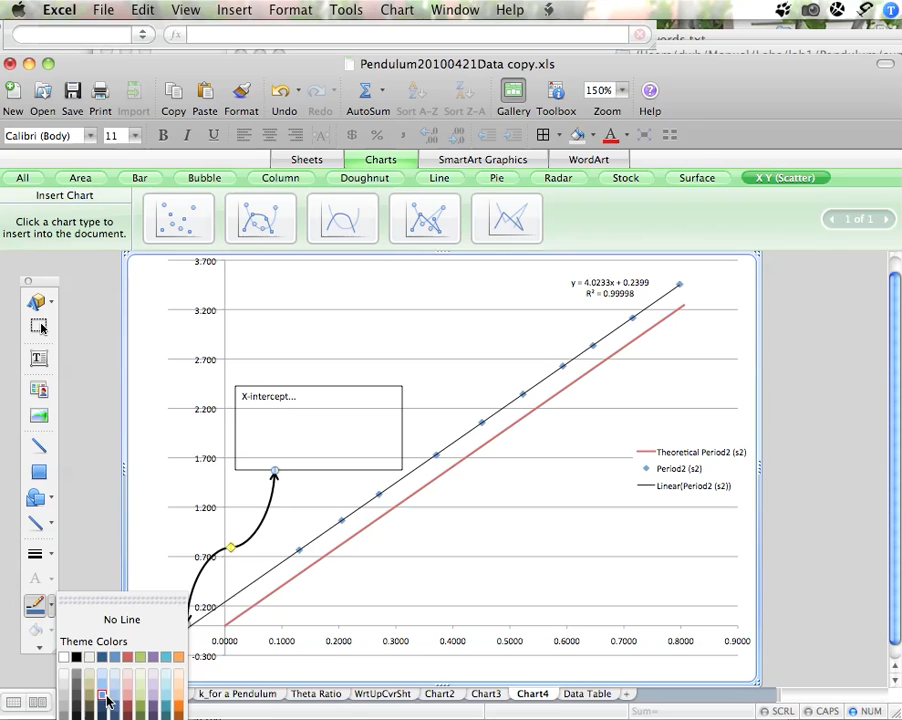 Excel File Edit View Insert Format Tools Chart Window Help
fx
Pendulum20100421Data copy.xls
150%
New Open Save Print Import Copy Paste Format Undo Redo AutoSum Sort A-Z Sort Z-A Gallery Toolbox Zoom Help
Calibri (Body) 11 B I U $ % A
Sheets Charts SmartArt Graphics WordArt
All Area Bar Bubble Column Doughnut Line Pie Radar Stock Surface X Y (Scatter)
Insert Chart
Click a chart type to
insert into the document.
1 of 1
3.700
y = 4.0233x + 0.2399
R² = 0.99998
3.200
2.700
X-intercept...
2.200
Theoretical Period2 (s2)
1.700
Period2 (s2)
Linear(Period2 (s2))
1.200
0.700
0.200
0.0000 0.1000 0.2000 0.3000 0.4000 0.5000 0.6000 0.7000 0.8000 0.9000
-0.300
No Line
Theme Colors
k_for a Pendulum Theta Ratio WrtUpCvrSht Chart2 Chart3 Chart4 Data Table
Sum= SCRL CAPS NUM